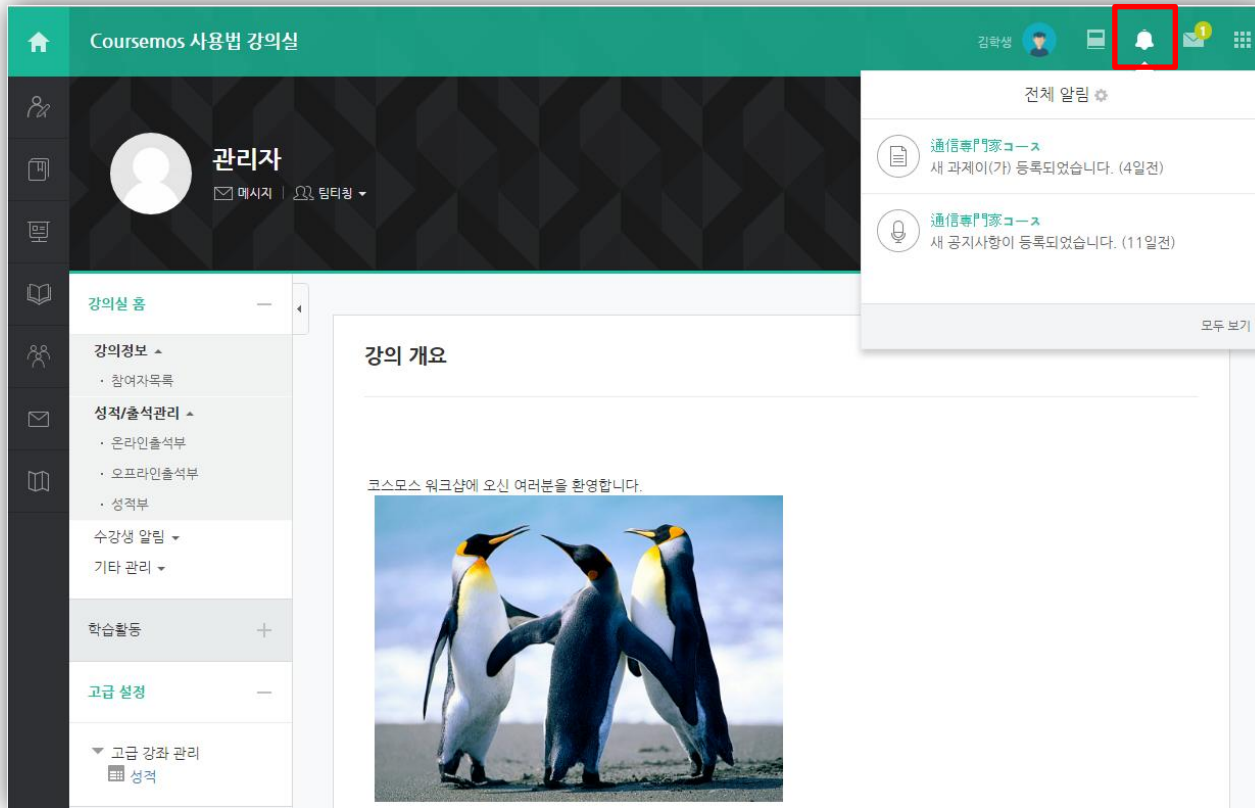 Coursemos 사용법 강의실
김학생
1
전체 알림
通信専門家コース
새 과제이(가) 등록되었습니다. (4일전)
通信専門家コース
새 공지사항이 등록되었습니다. (11일전)
모두 보기
관리자
메시지 | 팀티칭
강의실 홈
강의정보
· 참여자목록
성적/출석관리
· 온라인출석부
· 오프라인출석부
· 성적부
수강생 알림
기타 관리
학습활동
고급 설정
고급 강좌 관리
성적
강의 개요
코스모스 워크샵에 오신 여러분을 환영합니다.